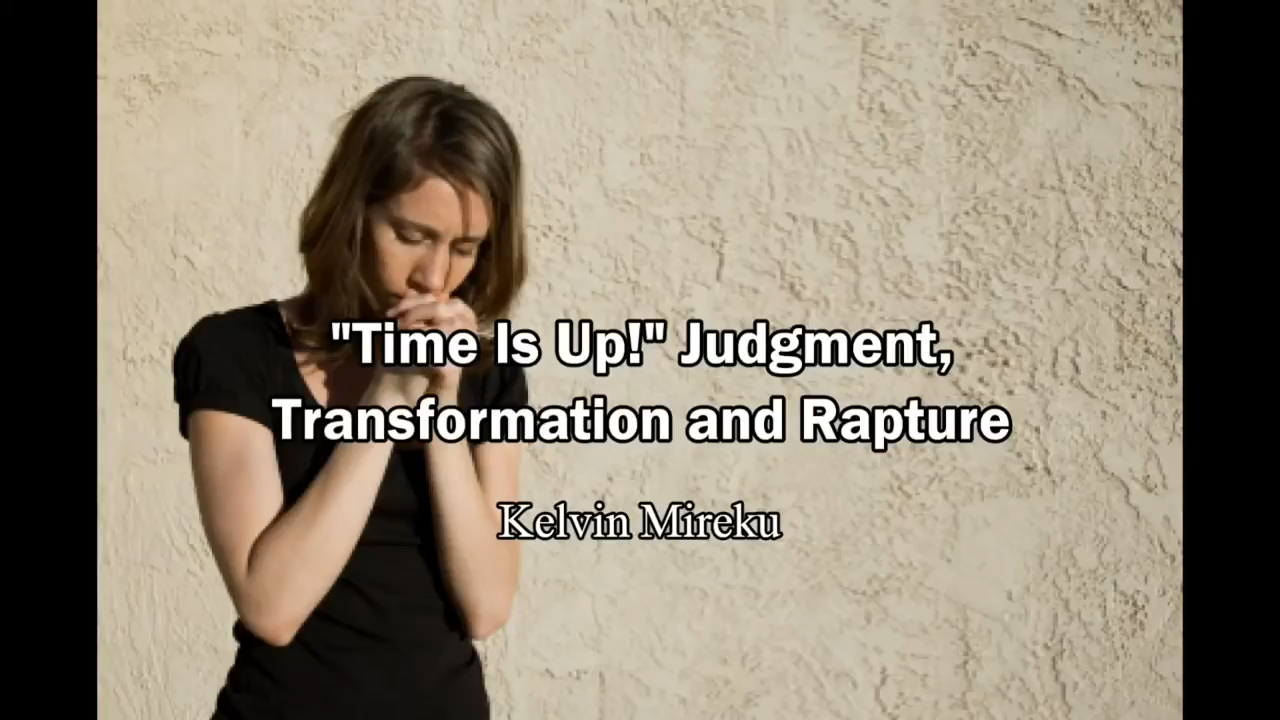 "Time Is Up!" Judgment,
Transformation and Rapture
Kelvin Mireku